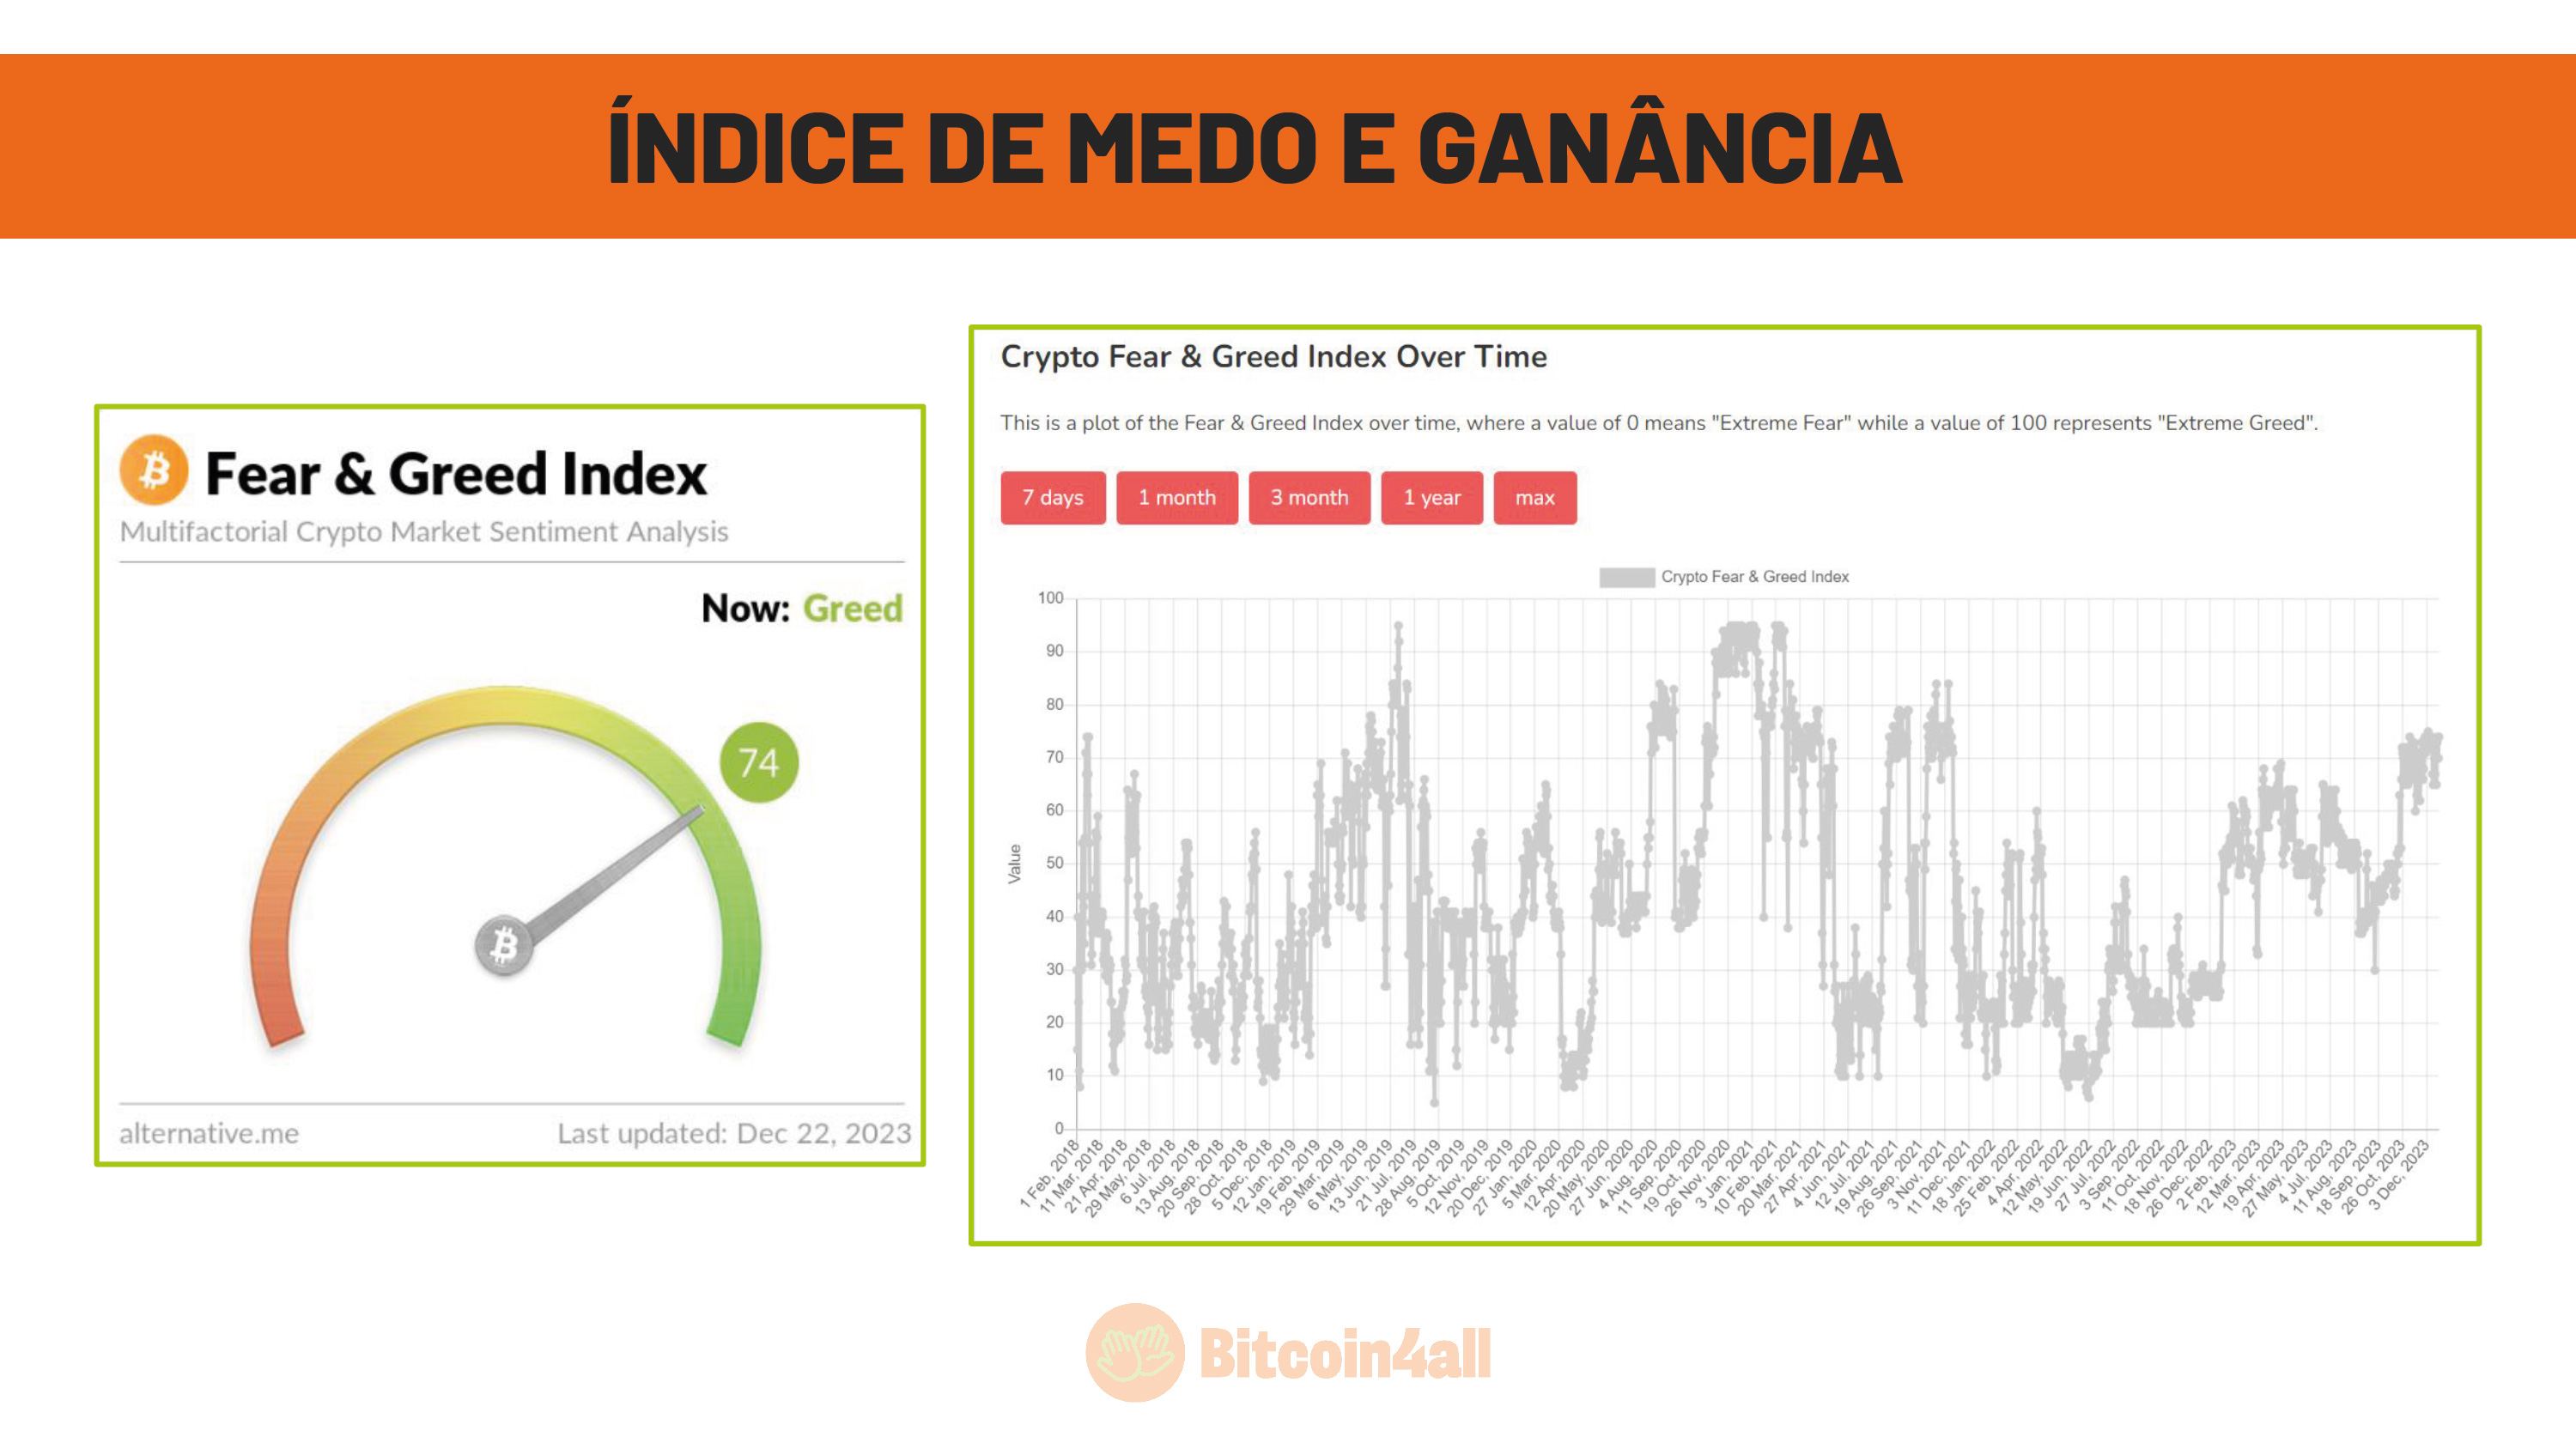 ÍNDICE DE MEDO E GANÂNCIA
Fear & Greed Index
Multifactorial Crypto Market Sentiment Analysis
Now: Greed
74
alternative.me
Last updated: Dec 22, 2023
Crypto Fear & Greed Index Over Time
This is a plot of the Fear & Greed Index over time, where a value of 0 means "Extreme Fear" while a value of 100 represents "Extreme Greed".
7 days
1 month
3 month
1 year
max
Crypto Fear & Greed Index
Value
100
90
80
70
60
50
40
30
20
10
0
1 Feb, 2018
11 Mar, 2018
21 Apr, 2018
29 May, 2018
6 Jul, 2018
13 Aug, 2018
20 Sep, 2018
28 Oct, 2018
5 Dec, 2018
12 Jan, 2019
19 Feb, 2019
29 Mar, 2019
6 May, 2019
13 Jun, 2019
21 Jul, 2019
28 Aug, 2019
5 Oct, 2019
12 Nov, 2019
20 Dec, 2019
27 Jan, 2020
5 Mar, 2020
12 Apr, 2020
20 May, 2020
27 Jun, 2020
4 Aug, 2020
11 Sep, 2020
19 Oct, 2020
26 Nov, 2020
3 Jan, 2021
10 Feb, 2021
20 Mar, 2021
27 Apr, 2021
4 Jun, 2021
12 Jul, 2021
19 Aug, 2021
26 Sep, 2021
3 Nov, 2021
11 Dec, 2021
18 Jan, 2022
25 Feb, 2022
4 Apr, 2022
12 May, 2022
19 Jun, 2022
27 Jul, 2022
3 Sep, 2022
11 Oct, 2022
18 Nov, 2022
26 Dec, 2022
2 Feb, 2023
12 Mar, 2023
19 Apr, 2023
27 May, 2023
4 Jul, 2023
11 Aug, 2023
18 Sep, 2023
26 Oct, 2023
3 Dec, 2023
Bitcoin4all